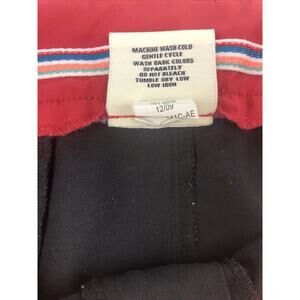 MACHINE WASH COLD
GENTLE CYCLE
WASH DARK COLORS
SEPARATELY
DO NOT BLEACH
TUMBLE DRY LOW
LOW IRON
12/09